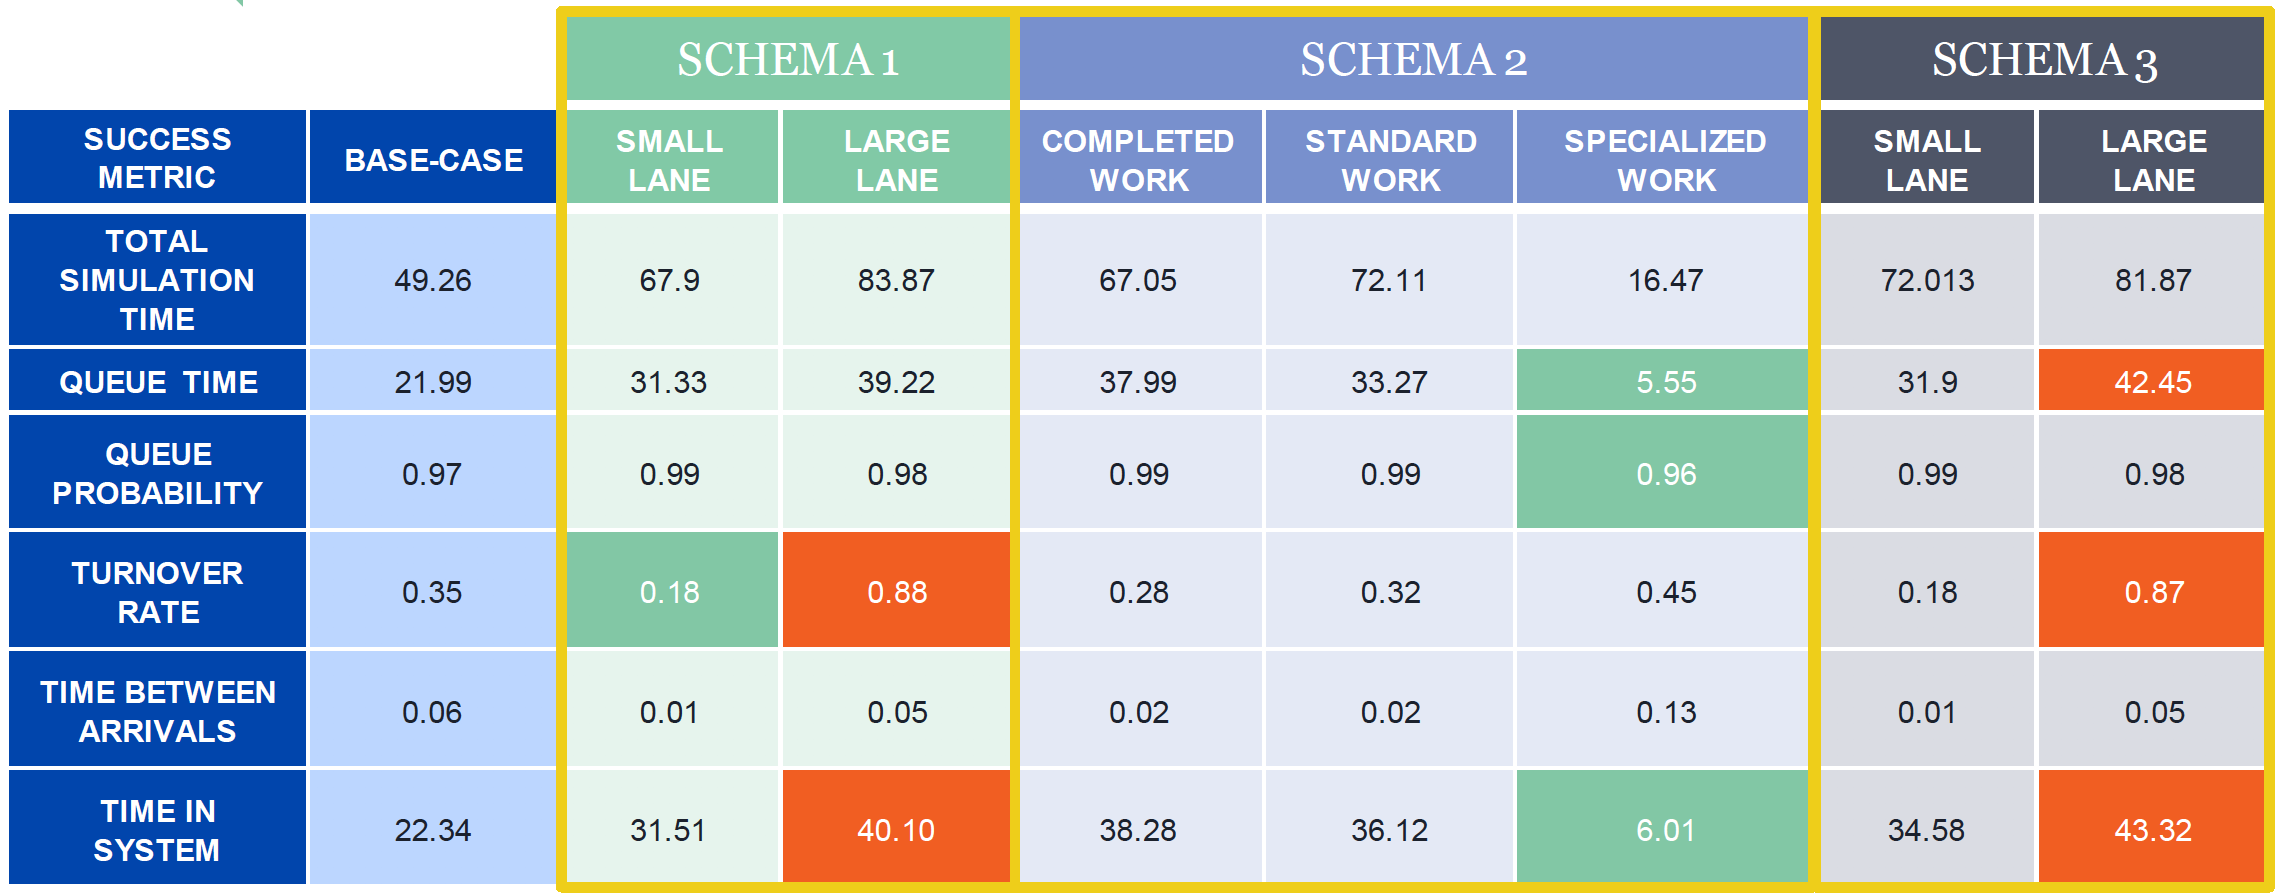 SCHEMA 1 SCHEMA 2 SCHEMA 3
SUCCESS METRIC BASE-CASE SMALL LANE LARGE LANE COMPLETED WORK STANDARD WORK SPECIALIZED WORK SMALL LANE LARGE LANE
TOTAL SIMULATION TIME 49.26 67.9 83.87 67.05 72.11 16.47 72.013 81.87
QUEUE TIME 21.99 31.33 39.22 37.99 33.27 5.55 31.9 42.45
QUEUE PROBABILITY 0.97 0.99 0.98 0.99 0.99 0.96 0.99 0.98
TURNOVER RATE 0.35 0.18 0.88 0.28 0.32 0.45 0.18 0.87
TIME BETWEEN ARRIVALS 0.06 0.01 0.05 0.02 0.02 0.13 0.01 0.05
TIME IN SYSTEM 22.34 31.51 40.10 38.28 36.12 6.01 34.58 43.32